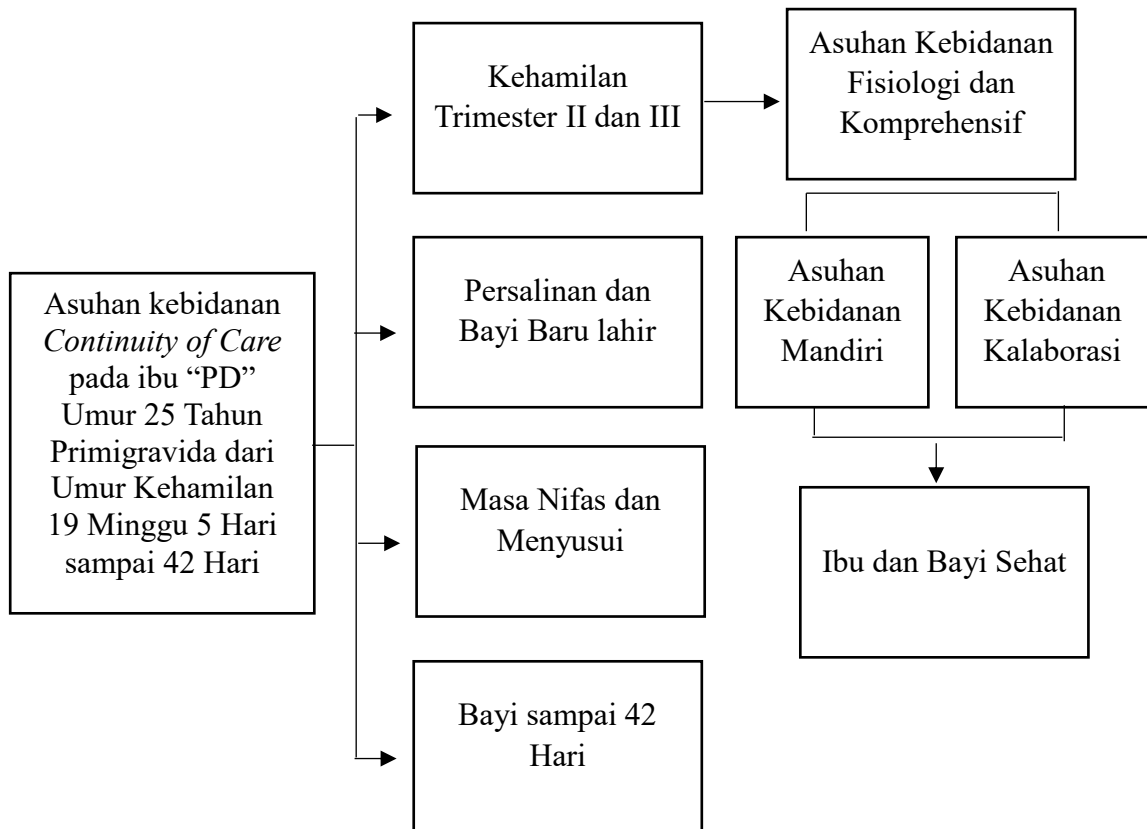 Asuhan kebidanan
Continuity of Care
pada ibu “PD”
Umur 25 Tahun
Primigravida dari
Umur Kehamilan
19 Minggu 5 Hari
sampai 42 Hari
Kehamilan
Trimester II dan III
Persalinan dan
Bayi Baru lahir
Masa Nifas dan
Menyusui
Bayi sampai 42
Hari
Asuhan Kebidanan
Fisiologi dan
Komprehensif
Asuhan
Kebidanan
Mandiri
Asuhan
Kebidanan
Kalaborasi
Ibu dan Bayi Sehat